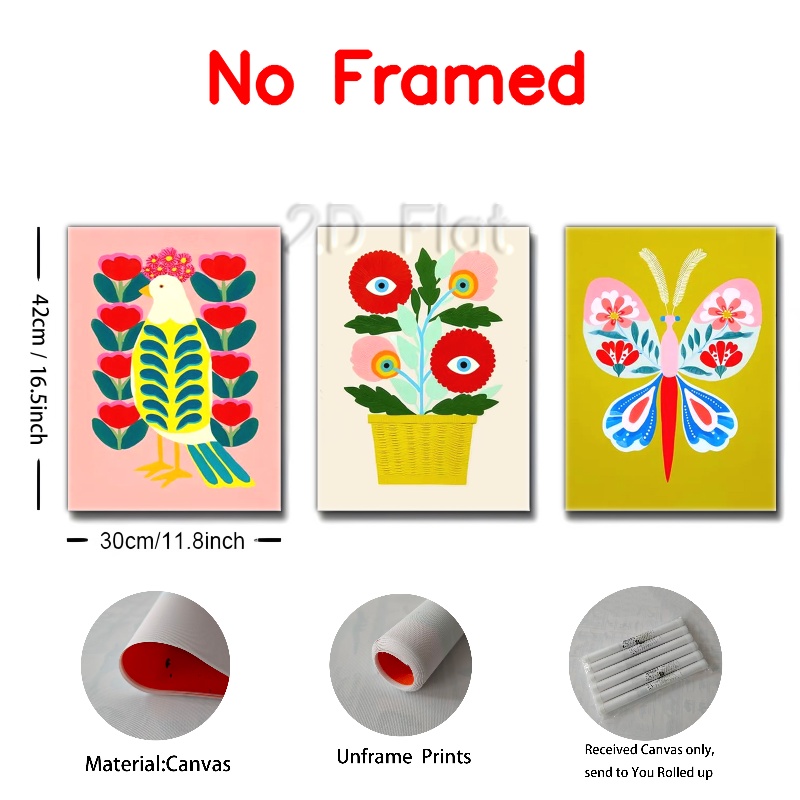 No Framed
2D Flat
42cm / 16.5inch
30cm/11.8inch
Material:Canvas
Unframe Prints
Received Canvas only,
send to You Rolled up